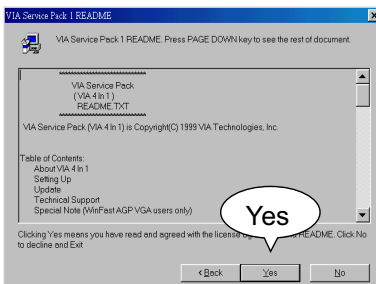 VIA Service Pack 1 README
VIA Service Pack 1 README. Press PAGE DOWN key to see the rest of document.
VIA Service Pack
( VIA 4 In 1 )
README.TXT
VIA Service Pack (VIA 4 In 1) is Copyright(C) 1999 VIA Technologies, Inc.
Table of Contents:
About VIA 4 In 1
Setting Up
Update
Technical Support
Special Note (WinFast AGP VGA users only)
Yes
Clicking Yes means you have read and agreed with the license README. Click No
to decline and Exit
< Back
Yes
No